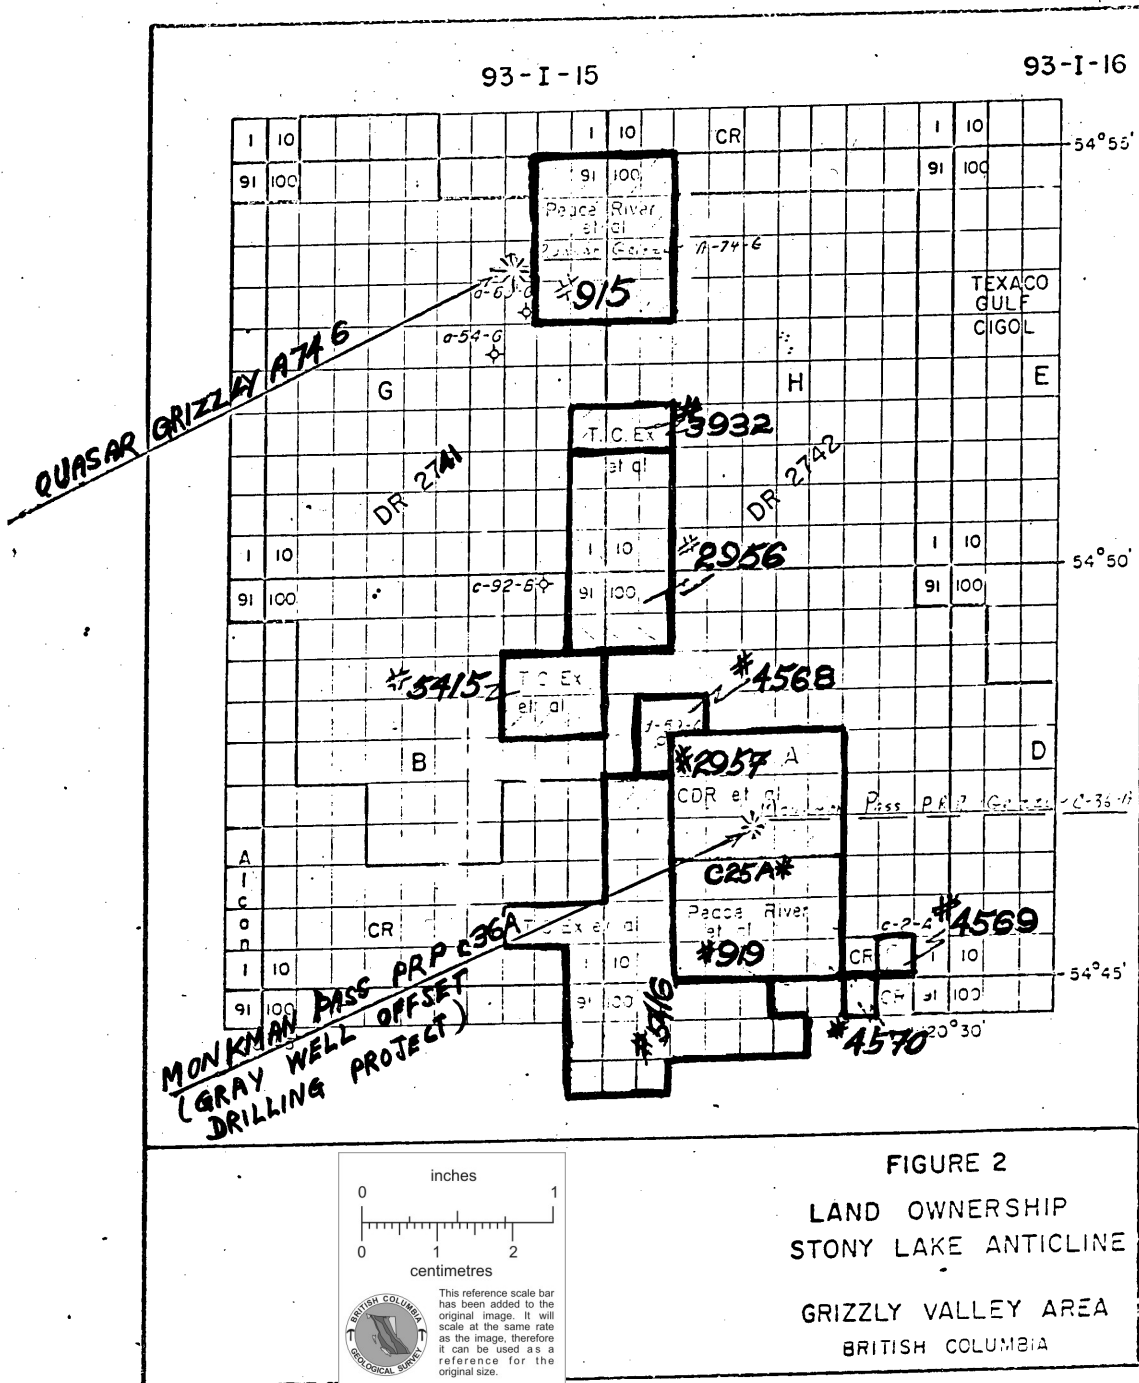 93-I-15
93-I-16
1 10
1 10
CR
1 10
54°55'
91 100
91 100
91 100
Peace River
et al
A-74-G
#915
TEXACO
GULF
CIGOL
a-54-G
QUASAR GRIZZLY A74G
G
H
E
T.C. Ex
et al
#3932
DR 2741
DR 2742
1 10
1 10
1 10
54°50'
#2956
91 100
c-92-B
91 100
91 100
#5415
T C Ex
et al
#4568
B
#2957
A
D
CDR et al
Pass
C-36-A
Alcan
C25A*
CR
T C Ex et al
Peace River
et al
#919
c-2-A
#4569
CR
1 10
1 10
1 10
54°45'
91 100
91 100
CR
91 100
#5416
#4570
120°30'
MONKMAN PASS PRP c36A
(GRAY WELL OFFSET
DRILLING PROJECT)
FIGURE 2
LAND OWNERSHIP
STONY LAKE ANTICLINE
GRIZZLY VALLEY AREA
BRITISH COLUMBIA
inches
0 1
0 1 2
centimetres
BRITISH COLUMBIA
GEOLOGICAL SURVEY
This reference scale bar
has been added to the
original image. It will
scale at the same rate
as the image, therefore
it can be used as a
reference for the
original size.